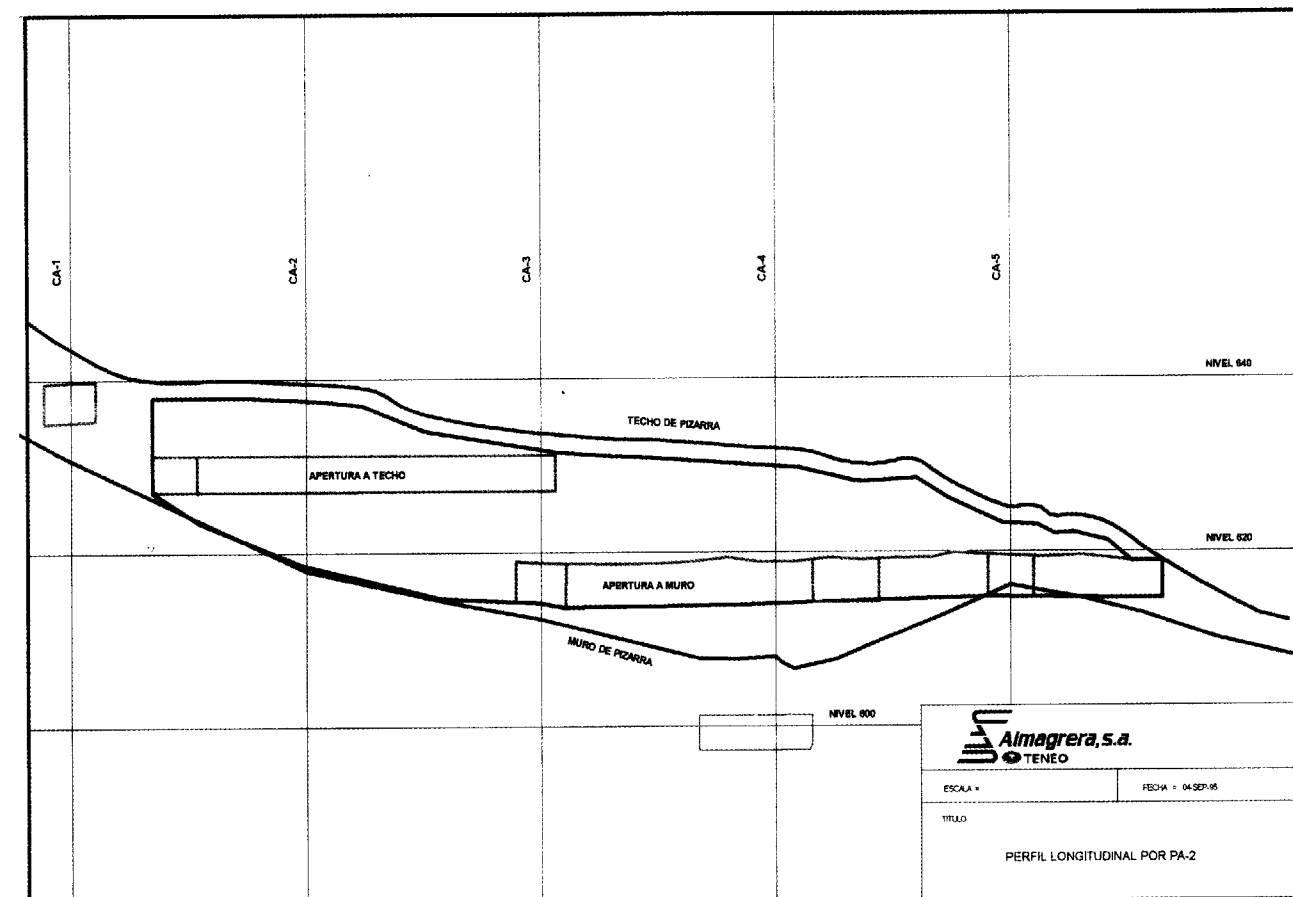 CA-1
CA-2
CA-3
CA-4
CA-5
NIVEL 640
TECHO DE PIZARRA
APERTURA A TECHO
NIVEL 620
APERTURA A MURO
MURO DE PIZARRA
NIVEL 600
Almagrera, s.a.
TENEO
ESCALA =
FECHA = 04-SEP-95
TITULO
PERFIL LONGITUDINAL POR PA-2